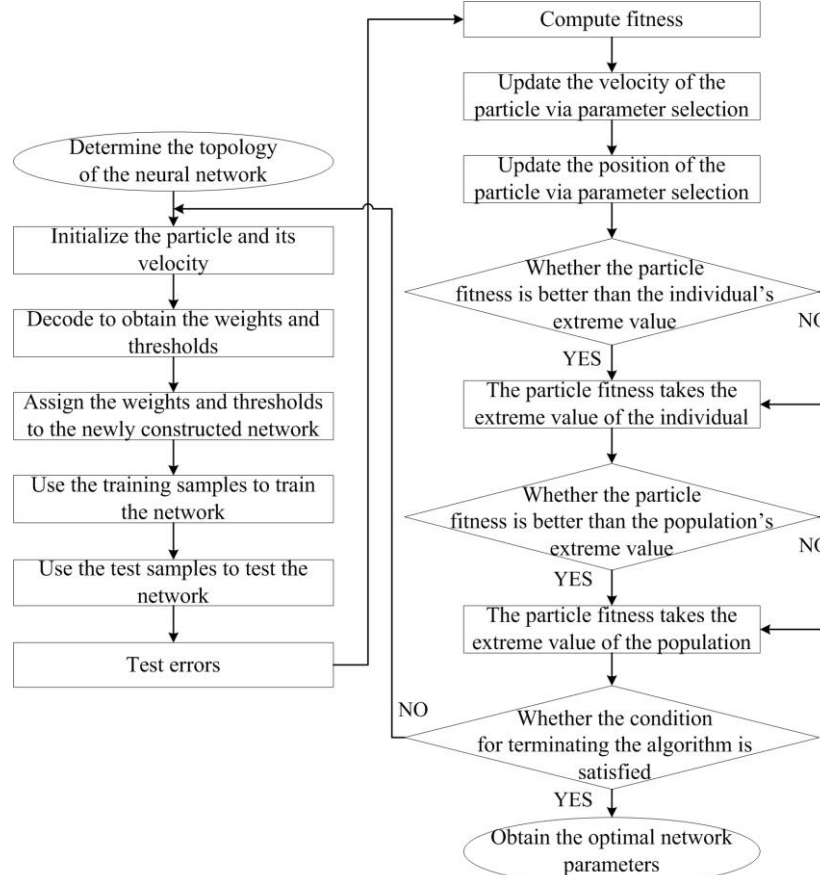 Determine the topology
of the neural network
Initialize the particle and its
velocity
Decode to obtain the weights and
thresholds
Assign the weights and thresholds
to the newly constructed network
Use the training samples to train
the network
Use the test samples to test the
network
Test errors
Compute fitness
Update the velocity of the
particle via parameter selection
Update the position of the
particle via parameter selection
Whether the particle
fitness is better than the individual's
extreme value
NO
YES
The particle fitness takes the
extreme value of the individual
Whether the particle
fitness is better than the population's
extreme value
NO
YES
The particle fitness takes the
extreme value of the population
NO
Whether the condition
for terminating the algorithm is
satisfied
YES
Obtain the optimal network
parameters